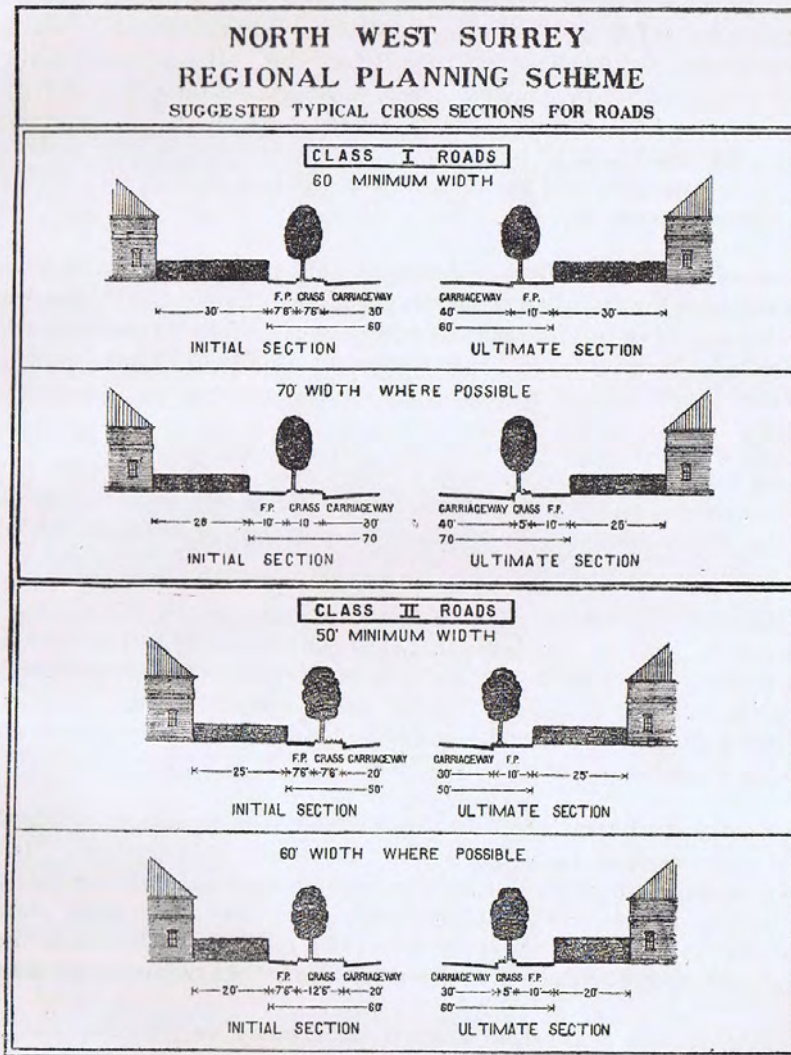 NORTH WEST SURREY
REGIONAL PLANNING SCHEME
SUGGESTED TYPICAL CROSS SECTIONS FOR ROADS
CLASS I ROADS
60 MINIMUM WIDTH
F.P. GRASS CARRIAGEWAY
30' 7'6" 7'6" 30'
60
INITIAL SECTION
CARRIAGEWAY F.P.
40' 10' 30'
60
ULTIMATE SECTION
70' WIDTH WHERE POSSIBLE
F.P. GRASS CARRIAGEWAY
10' 10' 30'
70
INITIAL SECTION
CARRIAGEWAY GRASS F.P.
40' 5' 10' 25'
70
ULTIMATE SECTION
CLASS II ROADS
50' MINIMUM WIDTH
F.P. GRASS CARRIAGEWAY
25' 7'6" 7'6" 20'
50'
INITIAL SECTION
CARRIAGEWAY F.P.
30' 10' 25'
50'
ULTIMATE SECTION
60' WIDTH WHERE POSSIBLE
F.P. GRASS CARRIAGEWAY
20' 7'6" 12'6" 20'
60'
INITIAL SECTION
CARRIAGEWAY GRASS F.P.
30' 5' 10' 20'
60'
ULTIMATE SECTION